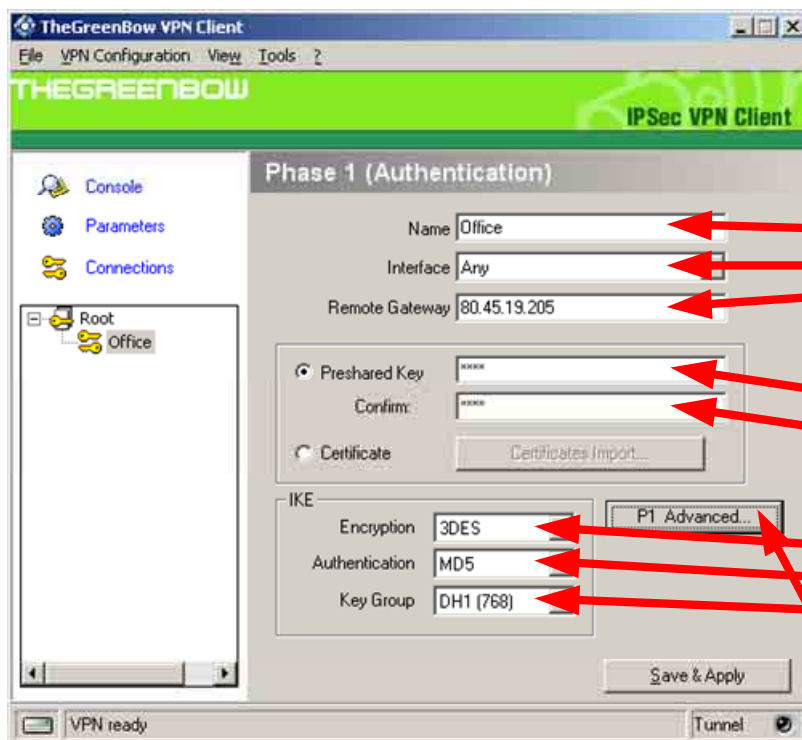 TheGreenBow VPN Client
File VPN Configuration View Tools ?
THEGREENBOW
IPSec VPN Client
Console
Parameters
Connections
Root
Office
Phase 1 (Authentication)
Name Office
Interface Any
Remote Gateway 80.45.19.205
Preshared Key ****
Confirm: ****
Certificate Certificates Import...
IKE
Encryption 3DES
Authentication MD5
Key Group DH1 (768)
P1 Advanced...
Save & Apply
VPN ready
Tunnel